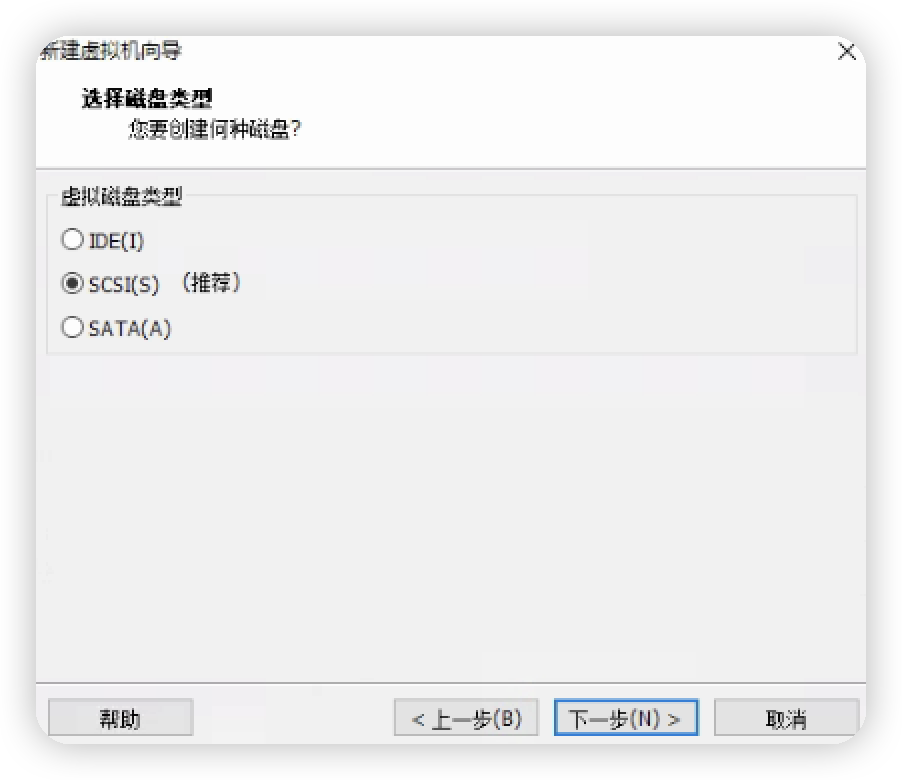 新建虚拟机向导
选择磁盘类型
您要创建何种磁盘?
虚拟磁盘类型
IDE(I)
SCSI(S) (推荐)
SATA(A)
帮助 < 上一步(B) 下一步(N) > 取消